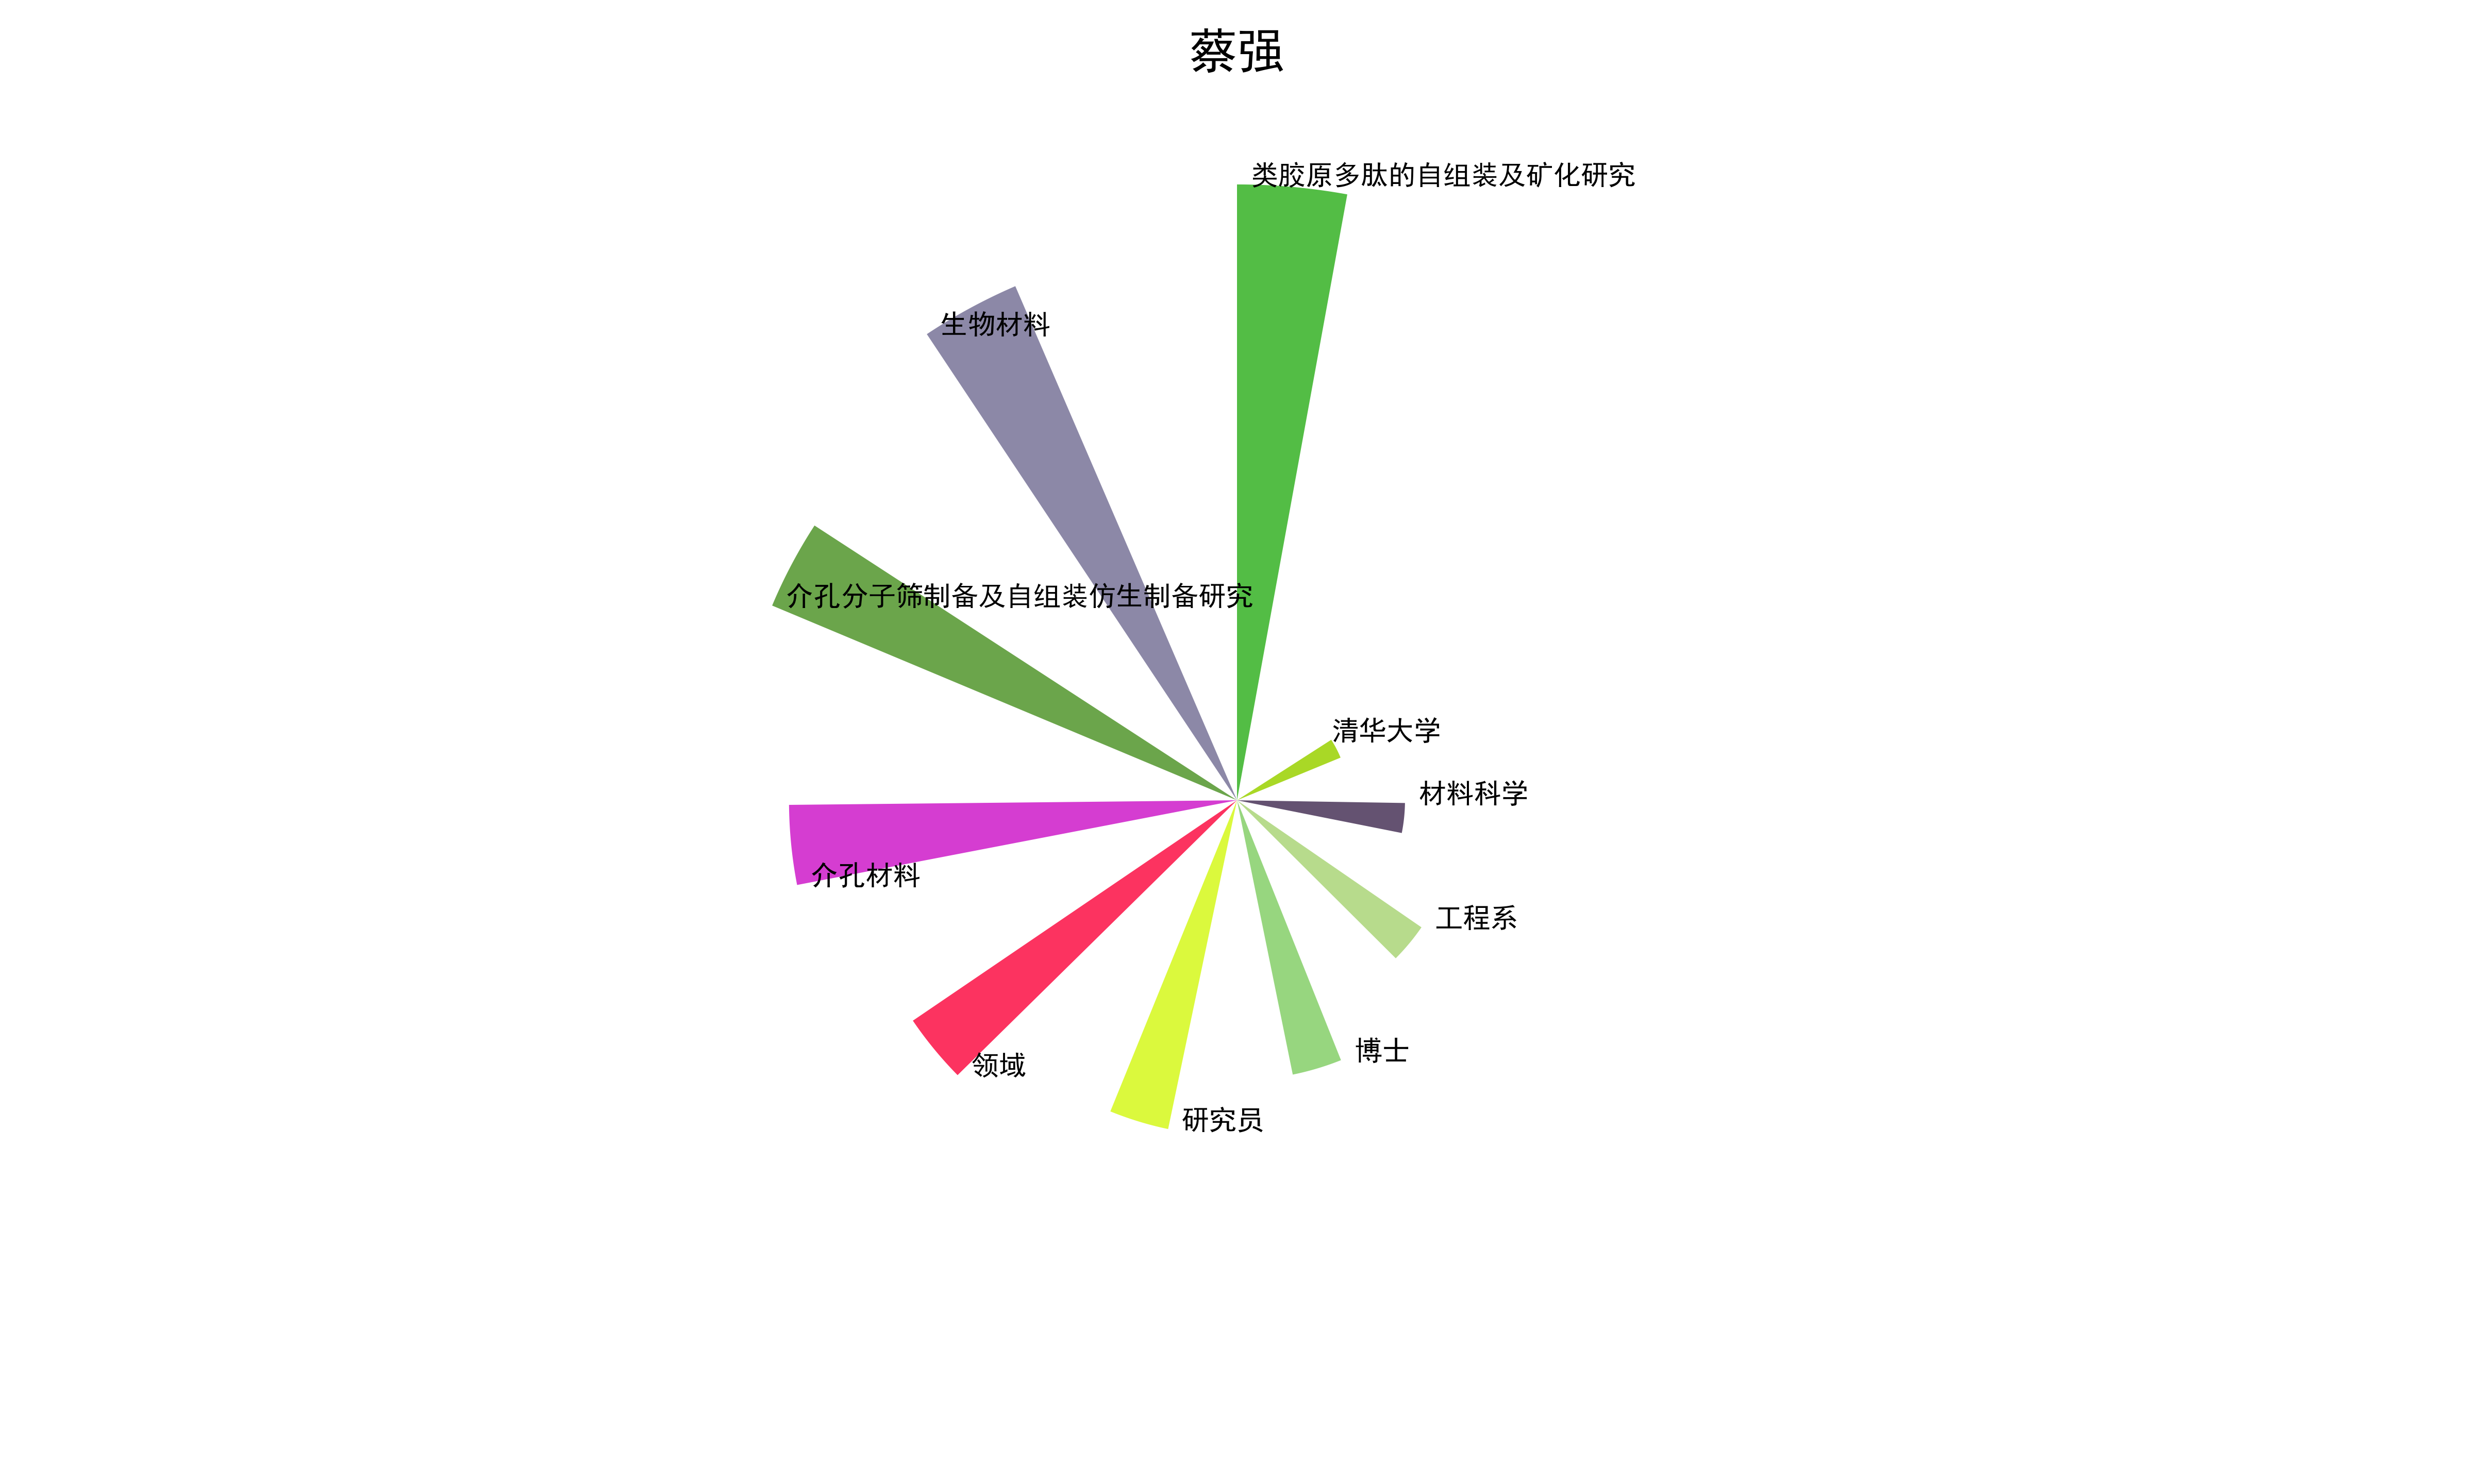 蔡强
类胶原多肽的自组装及矿化研究
生物材料
介孔分子筛制备及自组装仿生制备研究
清华大学
材料科学
介孔材料
工程系
博士
领域
研究员